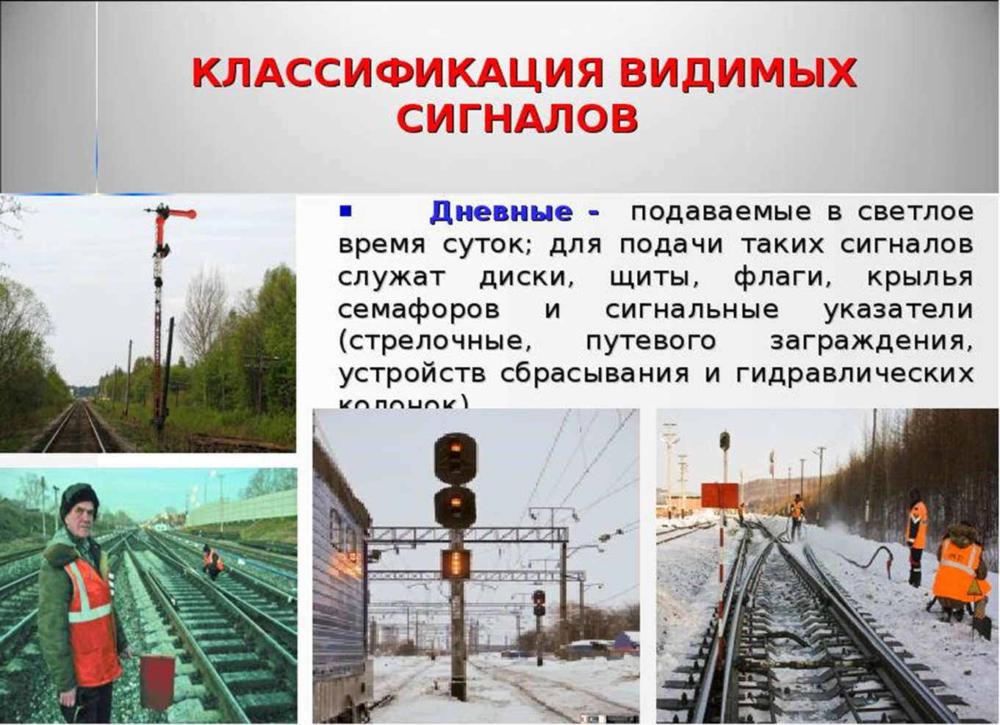 КЛАССИФИКАЦИЯ ВИДИМЫХ
СИГНАЛОВ
Дневные - подаваемые в светлое
время суток; для подачи таких сигналов
служат диски, щиты, флаги, крылья
семафоров и сигнальные указатели
(стрелочные, путевого заграждения,
устройств сбрасывания и гидравлических
колонок)